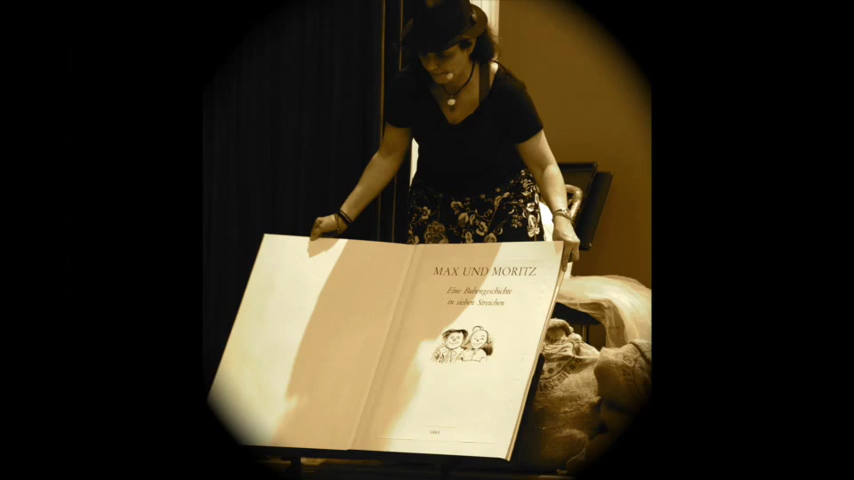 MAX UND MORITZ
Eine Bubengeschichte
in sieben Streichen